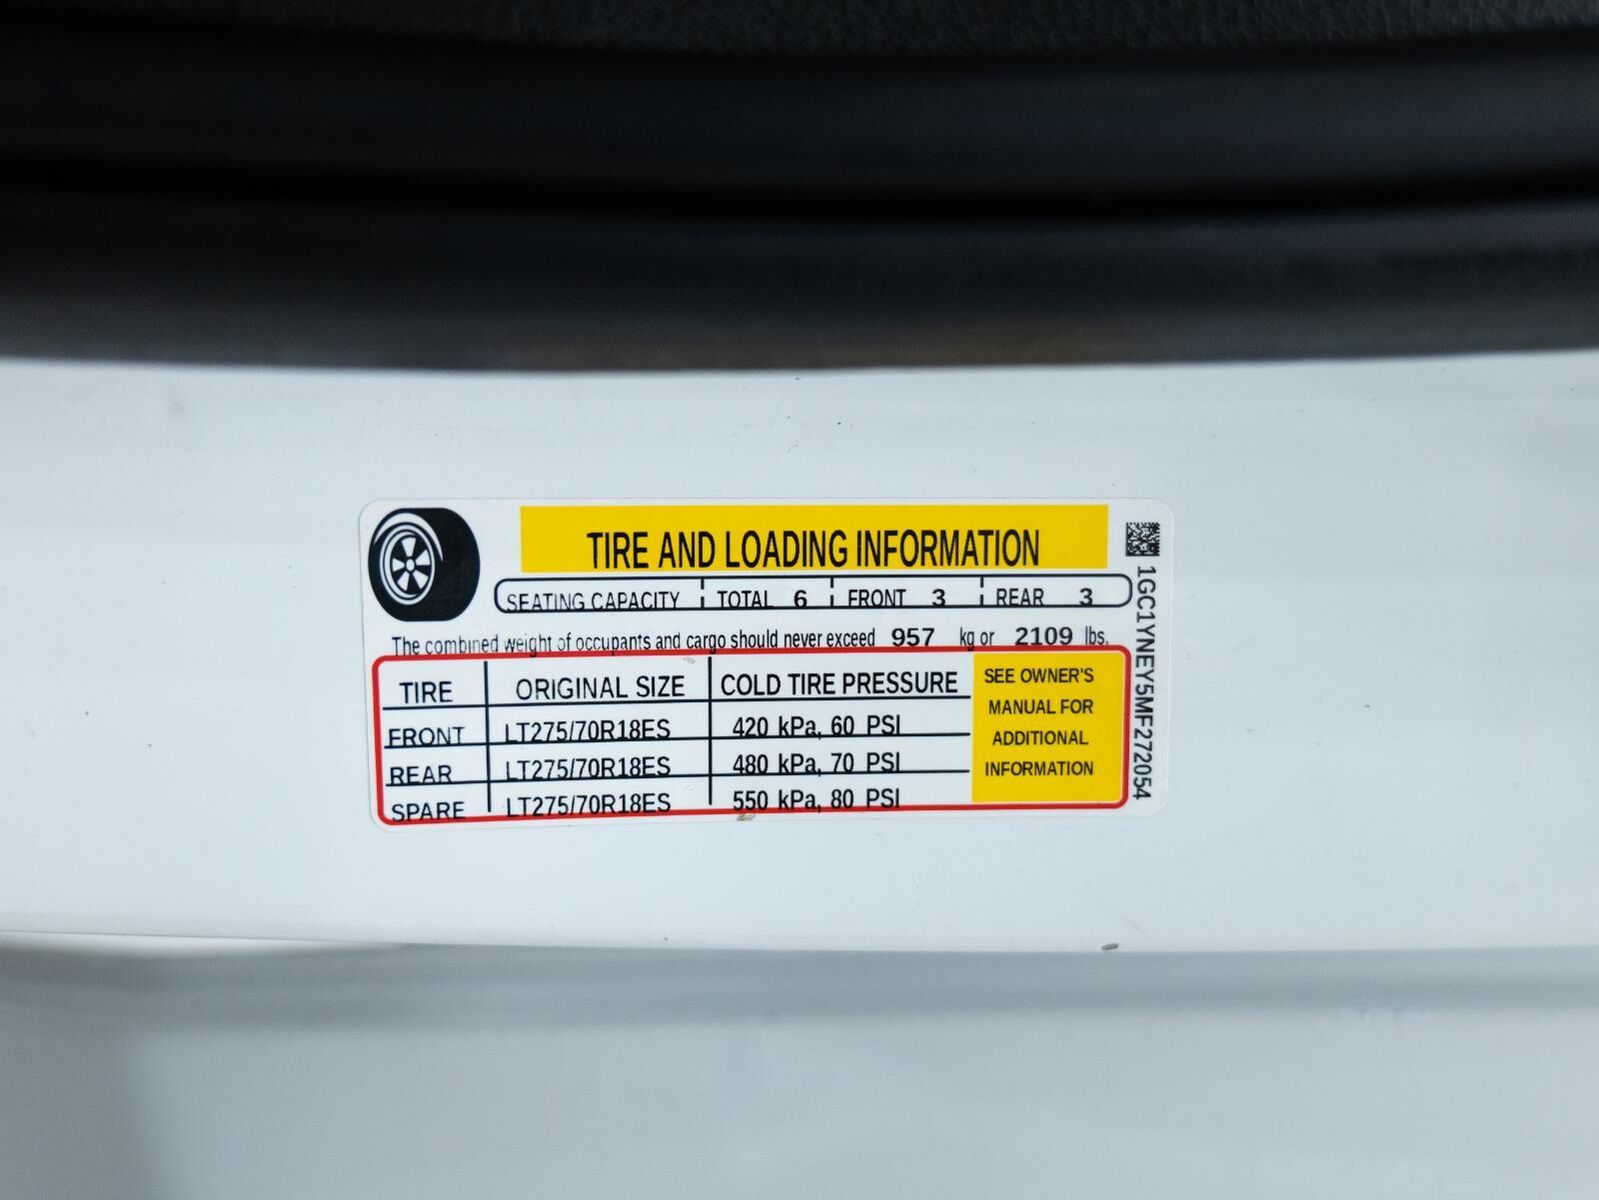 TIRE AND LOADING INFORMATION
SEATING CAPACITY TOTAL 6 FRONT 3 REAR 3
The combined weight of occupants and cargo should never exceed 957 kg or 2109 lbs.
TIRE ORIGINAL SIZE COLD TIRE PRESSURE
FRONT LT275/70R18ES 420 kPa, 60 PSI
REAR LT275/70R18ES 480 kPa, 70 PSI
SPARE LT275/70R18ES 550 kPa, 80 PSI
SEE OWNER'S
MANUAL FOR
ADDITIONAL
INFORMATION
1GC1YNEY5MF272054